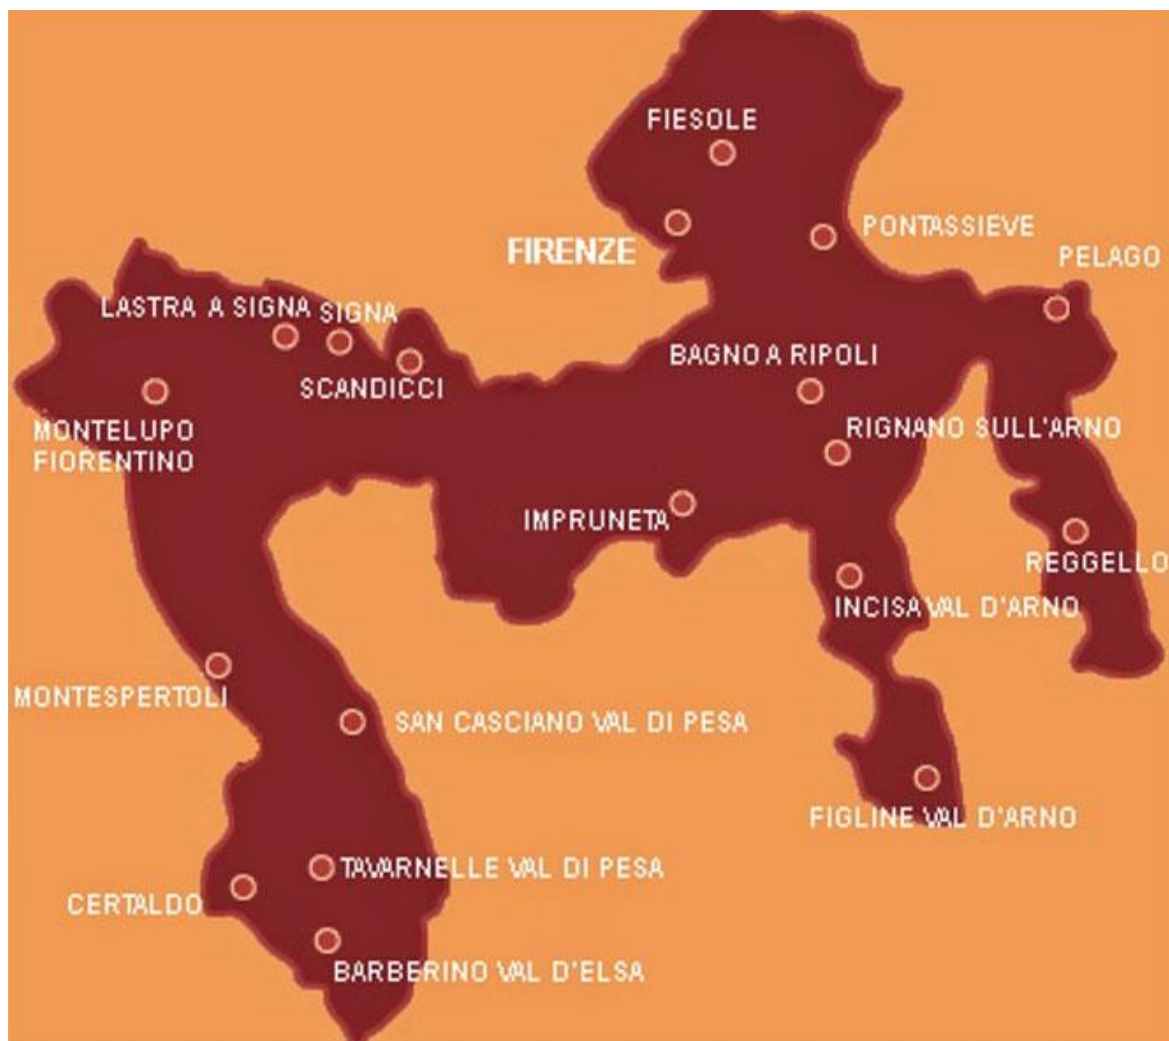 FIESOLE
PONTASSIEVE
FIRENZE
PELAGO
LASTRA A SIGNA
SIGNA
BAGNO A RIPOLI
SCANDICCI
MONTELUPO
FIORENTINO
RIGNANO SULL'ARNO
IMPRUNETA
REGGELLO
INCISA VAL D'ARNO
MONTESPERTOLI
SAN CASCIANO VAL DI PESA
FIGLINE VAL D'ARNO
TAVARNELLE VAL DI PESA
CERTALDO
BARBERINO VAL D'ELSA